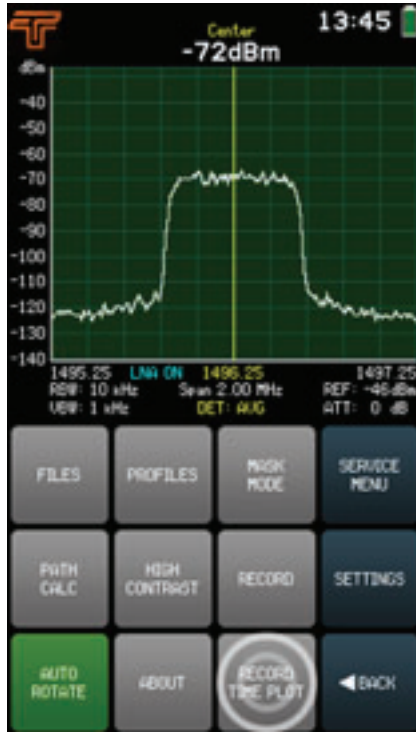 Center
13:45
-72dBm
dBm
-40
-50
-60
-70
-80
-90
-100
-110
-120
-130
-140
1495.25 LNA ON 1496.25 1497.25
RBW: 10 kHz Span 2.00 MHz REF: -46dBm
VBW: 1 kHz DET: AVG ATT: 0 dB
FILES
PROFILES
MASK
MODE
SERVICE
MENU
PATH
CALC
HIGH
CONTRAST
RECORD
SETTINGS
AUTO
ROTATE
ABOUT
RECORD
TIME PLOT
◀BACK